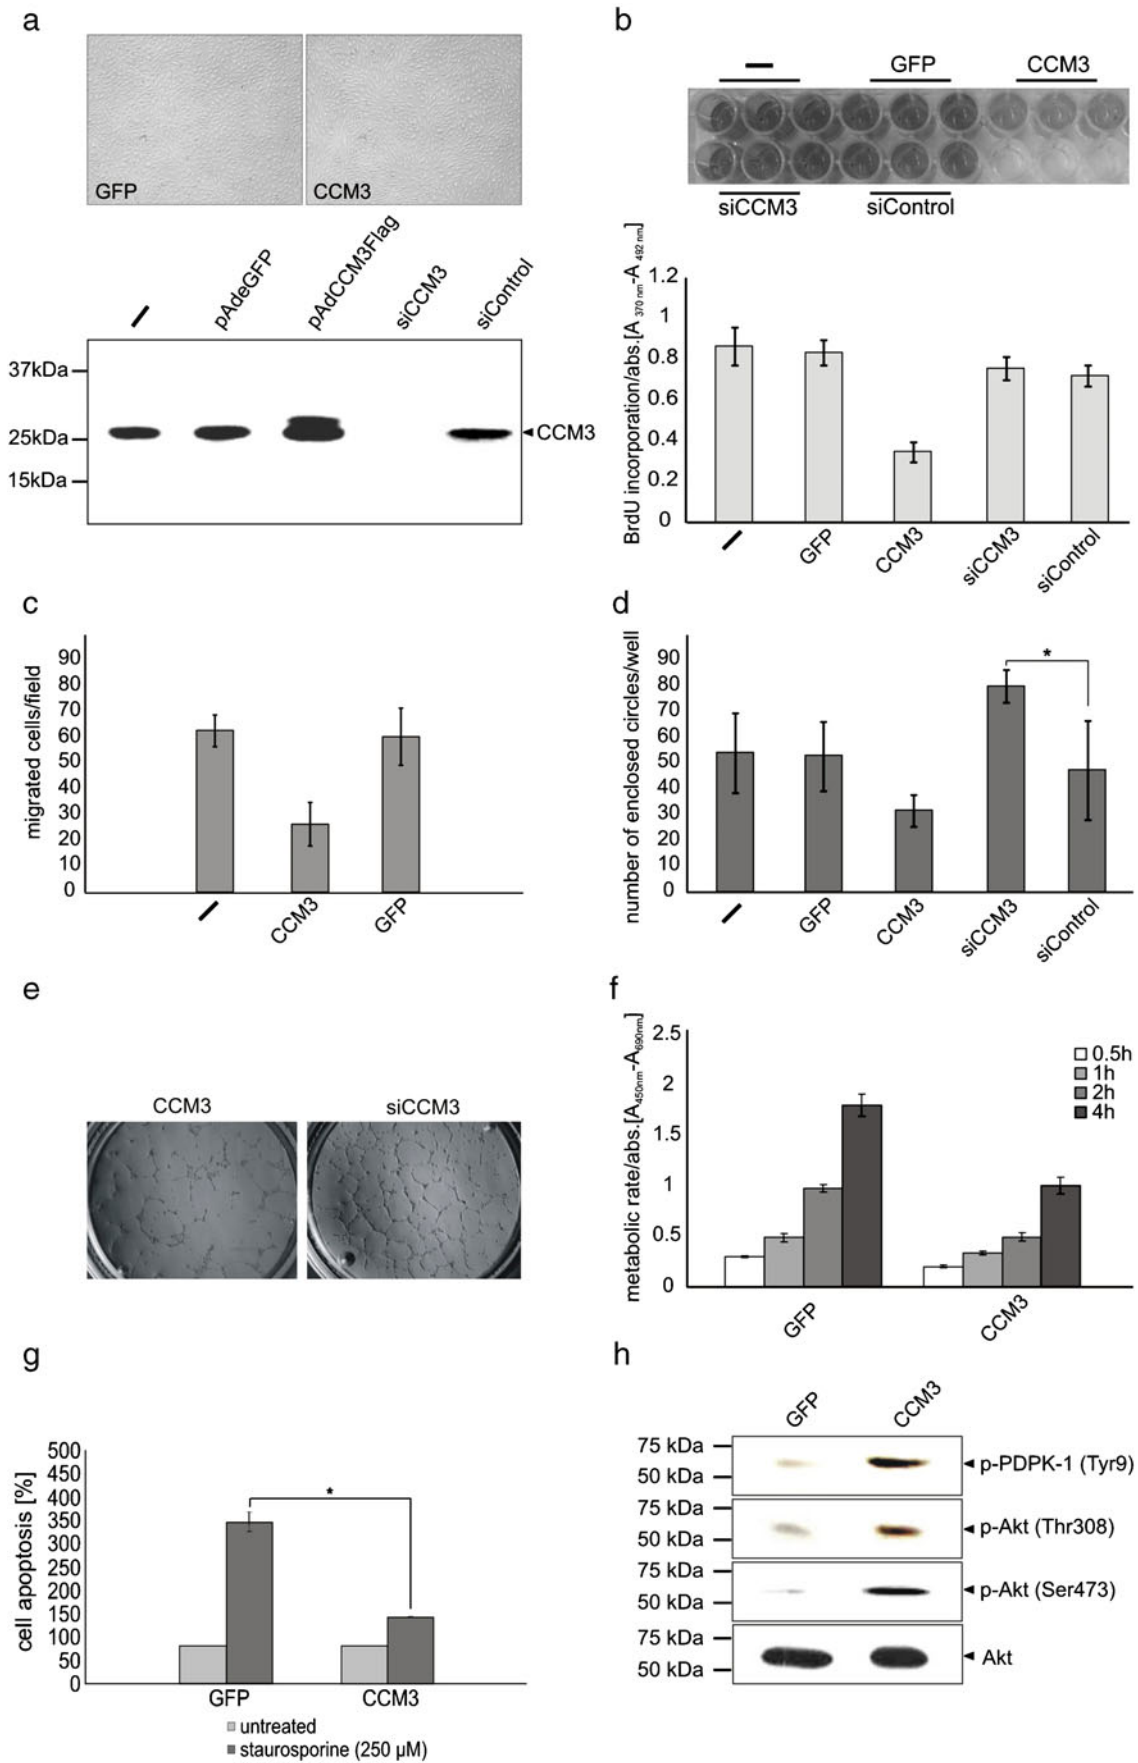 a
GFP
CCM3
– pAdeGFP pAdCCM3Flag siCCM3 siControl
37kDa
25kDa
15kDa
CCM3
b
– GFP CCM3
siCCM3 siControl
BrdU incorporation/abs.[A 370 nm-A 492 nm]
1.2
1
0.8
0.6
0.4
0.2
0
– GFP CCM3 siCCM3 siControl
c
migrated cells/field
90
80
70
60
50
40
30
20
10
0
– CCM3 GFP
d
number of enclosed circles/well
90
80
70
60
50
40
30
20
10
0
*
– GFP CCM3 siCCM3 siControl
e
CCM3 siCCM3
f
metabolic rate/abs.[A450nm-A690nm]
2.5
2
1.5
1
0.5
0
0.5h
1h
2h
4h
GFP CCM3
g
cell apoptosis [%]
500
450
400
350
300
250
200
150
100
50
0
*
GFP CCM3
untreated
staurosporine (250 µM)
h
GFP CCM3
75 kDa
50 kDa
p-PDPK-1 (Tyr9)
75 kDa
50 kDa
p-Akt (Thr308)
75 kDa
50 kDa
p-Akt (Ser473)
75 kDa
50 kDa
Akt